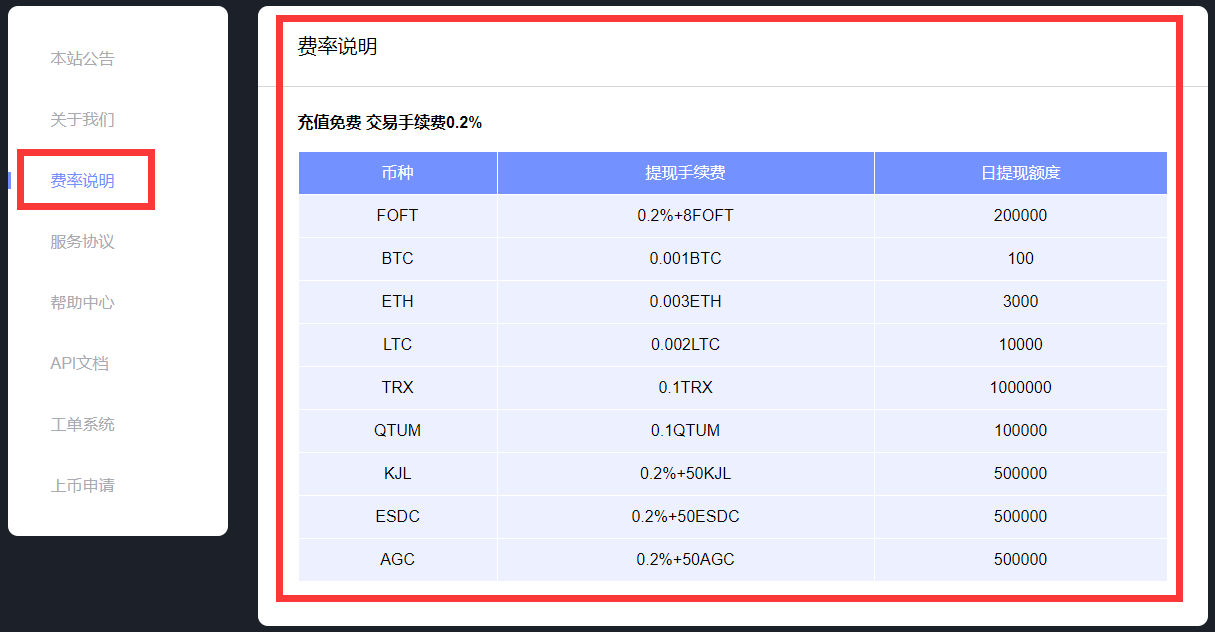 本站公告
关于我们
费率说明
服务协议
帮助中心
API文档
工单系统
上币申请
费率说明
充值免费 交易手续费0.2%
币种 提现手续费 日提现额度
FOFT 0.2%+8FOFT 200000
BTC 0.001BTC 100
ETH 0.003ETH 3000
LTC 0.002LTC 10000
TRX 0.1TRX 1000000
QTUM 0.1QTUM 100000
KJL 0.2%+50KJL 500000
ESDC 0.2%+50ESDC 500000
AGC 0.2%+50AGC 500000